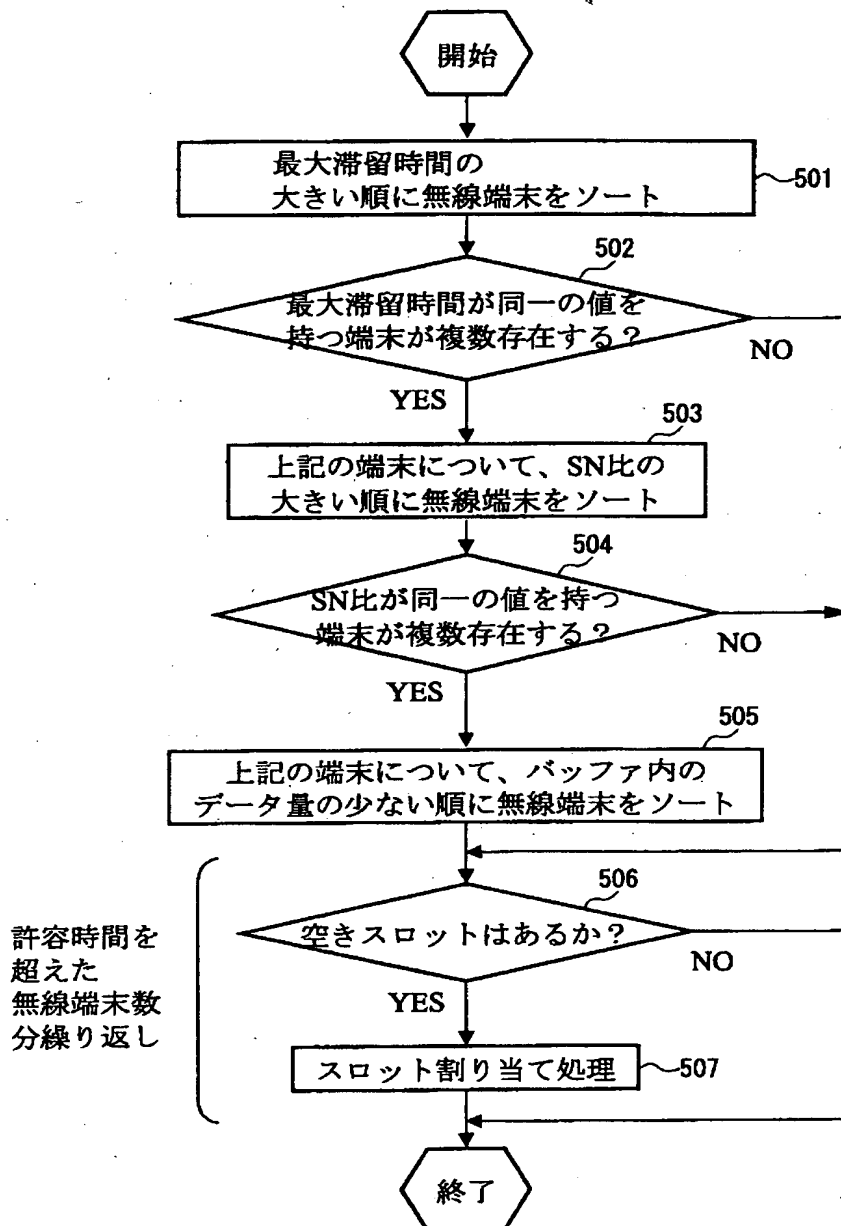 開始
最大滞留時間の
大きい順に無線端末をソート
501
502
最大滞留時間が同一の値を
持つ端末が複数存在する？
NO
YES
503
上記の端末について、SN比の
大きい順に無線端末をソート
504
SN比が同一の値を持つ
端末が複数存在する？
NO
YES
505
上記の端末について、バッファ内の
データ量の少ない順に無線端末をソート
506
空きスロットはあるか？
NO
YES
許容時間を
超えた
無線端末数
分繰り返し
スロット割り当て処理
507
終了